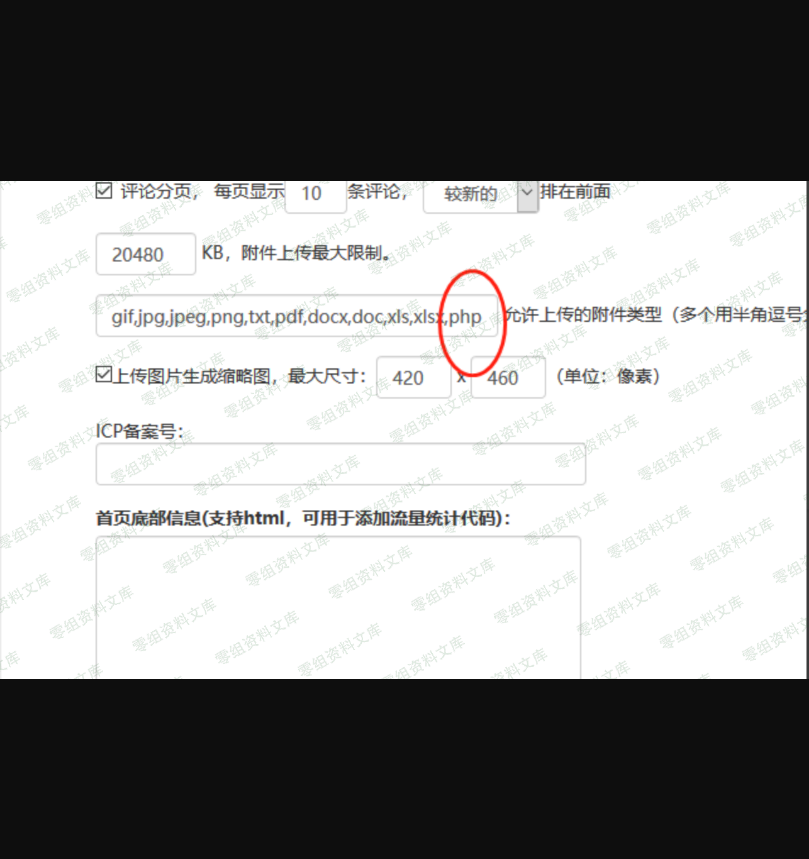 评论分页， 每页显示 10 条评论， 较新的 排在前面
20480 KB，附件上传最大限制。
gif,jpg,jpeg,png,txt,pdf,docx,doc,xls,xlsx,php 允许上传的附件类型（多个用半角逗号
上传图片生成缩略图，最大尺寸： 420 x 460 （单位：像素）
ICP备案号：
首页底部信息(支持html，可用于添加流量统计代码)：
零组资料文库